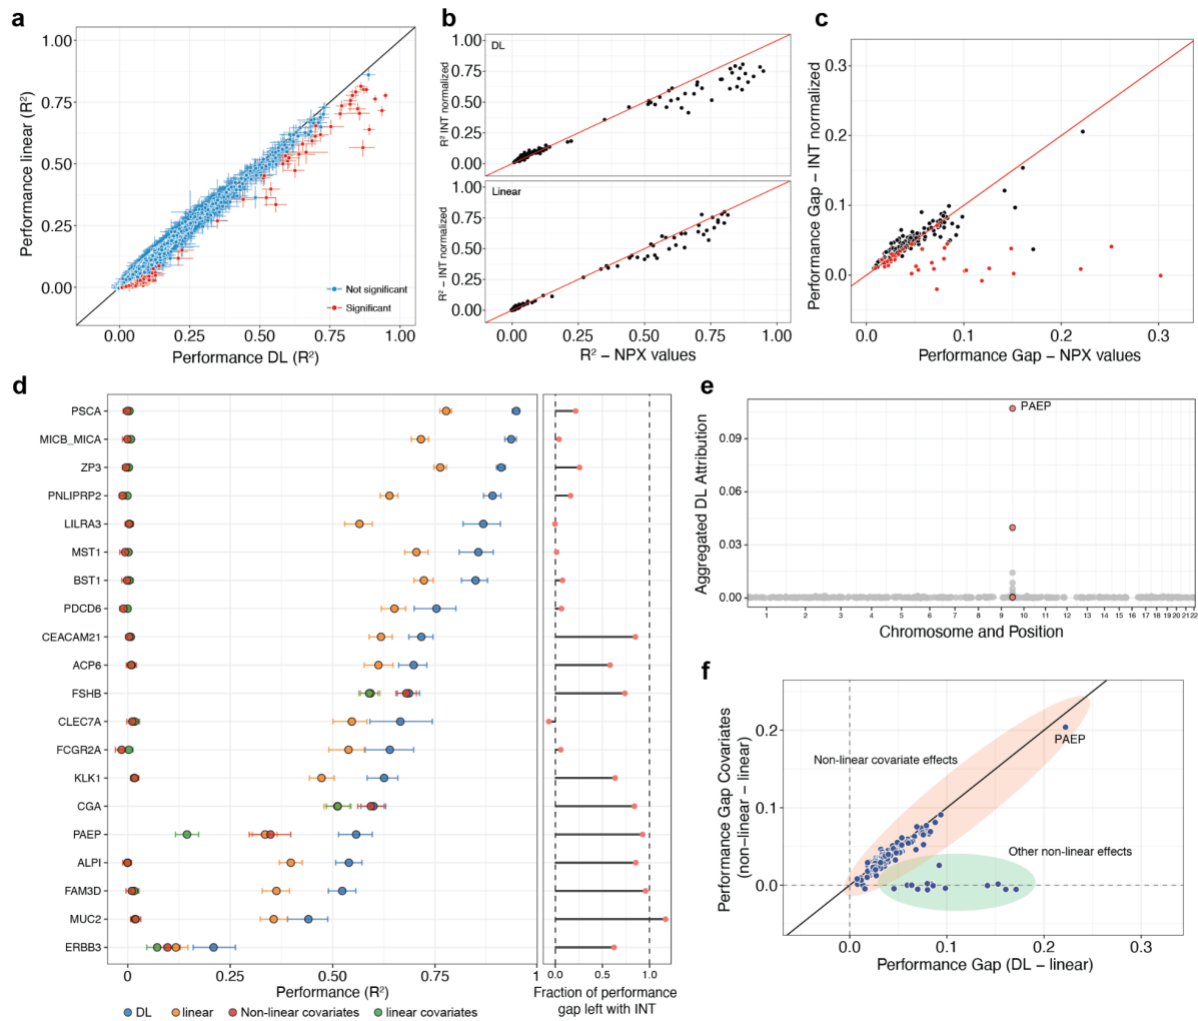 a
1.00
0.75
0.50
0.25
0.00
0.00
0.25
0.50
0.75
1.00
Performance linear (R²)
Performance DL (R²)
Not significant
Significant
b
DL
1.00
0.75
0.50
0.25
0.00
R² INT normalized
Linear
1.00
0.75
0.50
0.25
0.00
R² – INT normalized
0.00
0.25
0.50
0.75
1.00
R² – NPX values
c
0.3
0.2
0.1
0.0
0.0
0.1
0.2
0.3
Performance Gap – INT normalized
Performance Gap – NPX values
d
PSCA
MICB_MICA
ZP3
PNLIPRP2
LILRA3
MST1
BST1
PDCD6
CEACAM21
ACP6
FSHB
CLEC7A
FCGR2A
KLK1
CGA
PAEP
ALPI
FAM3D
MUC2
ERBB3
0
0.25
0.50
0.75
1
Performance (R²)
0.0
0.5
1.0
Fraction of performance
gap left with INT
DL
linear
Non-linear covariates
linear covariates
e
PAEP
0.09
0.06
0.03
0.00
Aggregated DL Attribution
1 2 3 4 5 6 7 8 9 10 11 12 13 14 15 16 17 18 19 20 21 22
Chromosome and Position
f
0.2
0.1
0.0
0.0
0.1
0.2
0.3
Performance Gap Covariates
(non–linear – linear)
Performance Gap (DL – linear)
PAEP
Non-linear covariate effects
Other non-linear effects